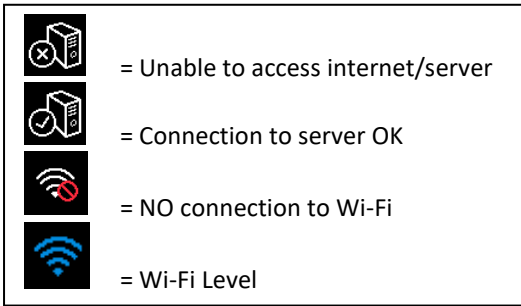 = Unable to access internet/server
= Connection to server OK
= NO connection to Wi-Fi
= Wi-Fi Level